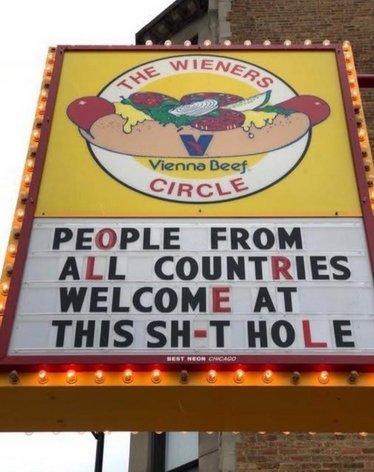 THE WIENERS
Vienna Beef
CIRCLE
PEOPLE FROM
ALL COUNTRIES
WELCOME AT
THIS SH-T HOLE
BEST NEON CHICAGO